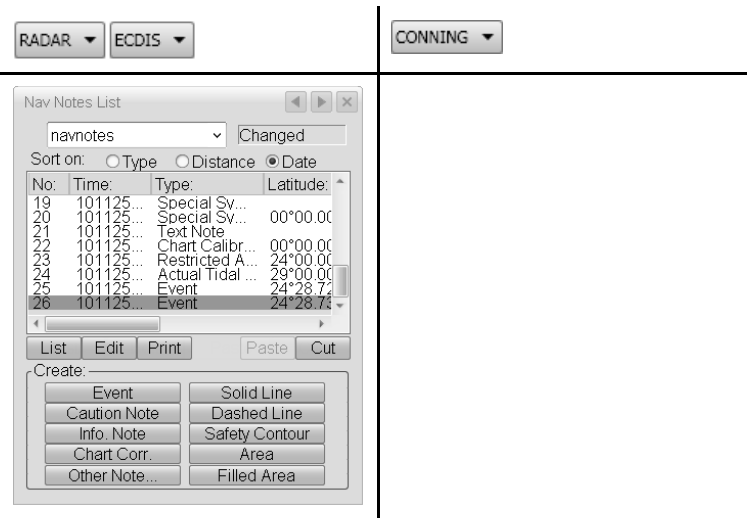 RADAR ECDIS CONNING
Nav Notes List
navnotes Changed
Sort on: Type Distance Date
No: Time: Type: Latitude:
19 101125... Special Sv...
20 101125... Special Sv... 00°00.00
21 101125... Text Note
22 101125... Chart Calibr... 00°00.00
23 101125... Restricted A... 24°00.00
24 101125... Actual Tidal ... 29°00.00
25 101125... Event 24°28.72
26 101125... Event 24°28.73
List Edit Print Paste Cut
Create:
Event Solid Line
Caution Note Dashed Line
Info. Note Safety Contour
Chart Corr. Area
Other Note... Filled Area